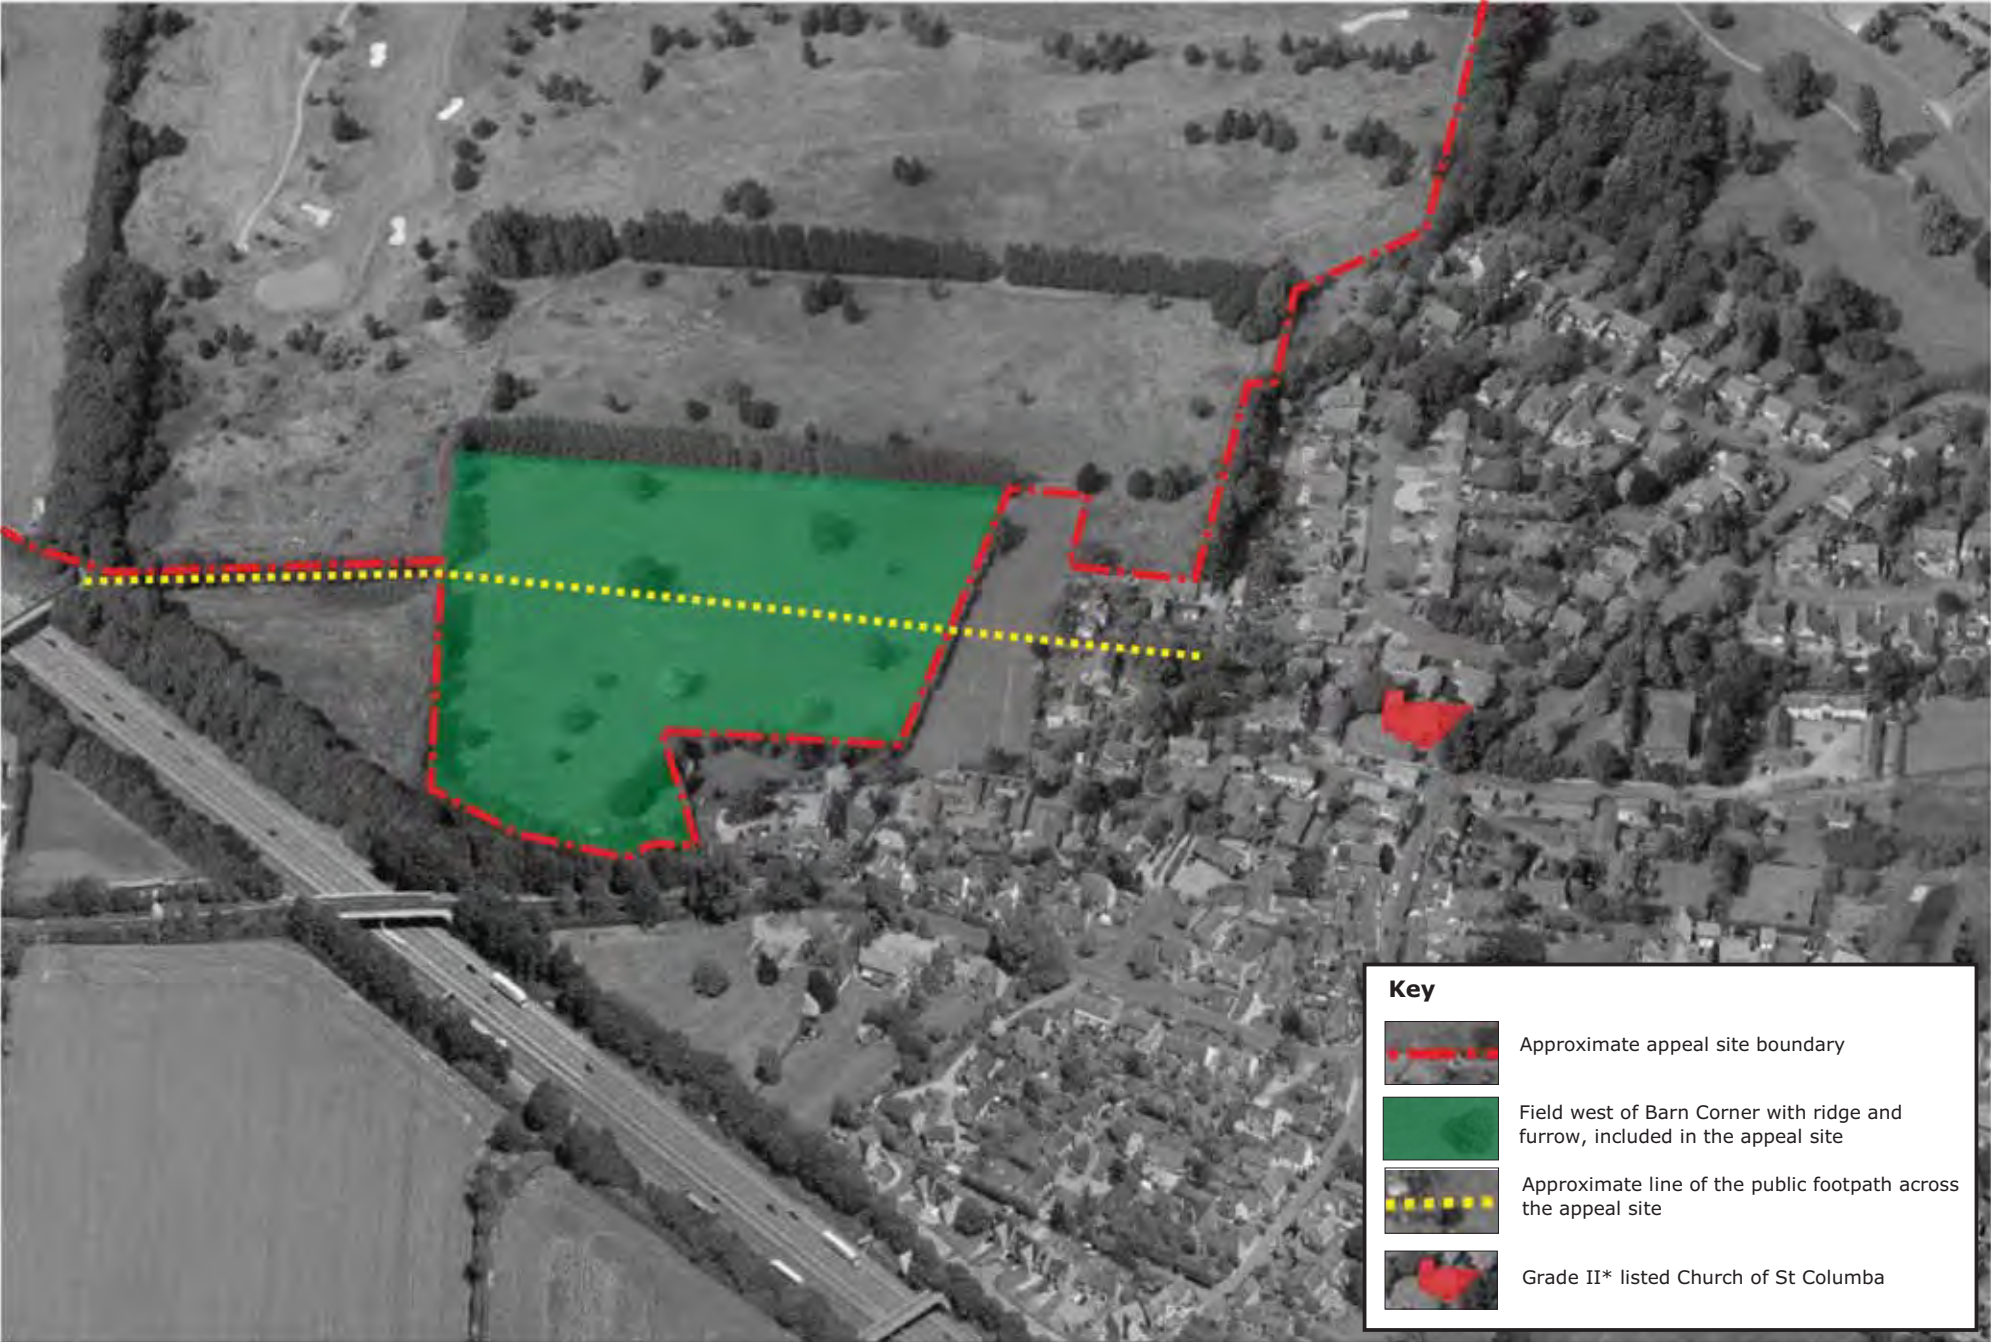 Key
Approximate appeal site boundary
Field west of Barn Corner with ridge and
furrow, included in the appeal site
Approximate line of the public footpath across
the appeal site
Grade II* listed Church of St Columba